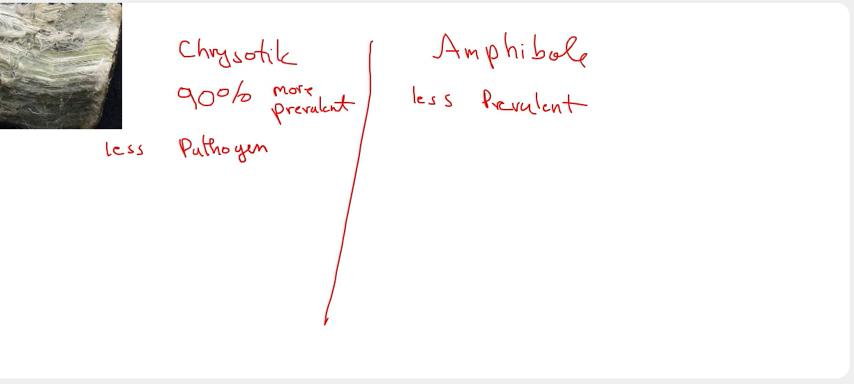 Chrysotile
90% more prevalent
less Pathogen
Amphibole
less Prevalent